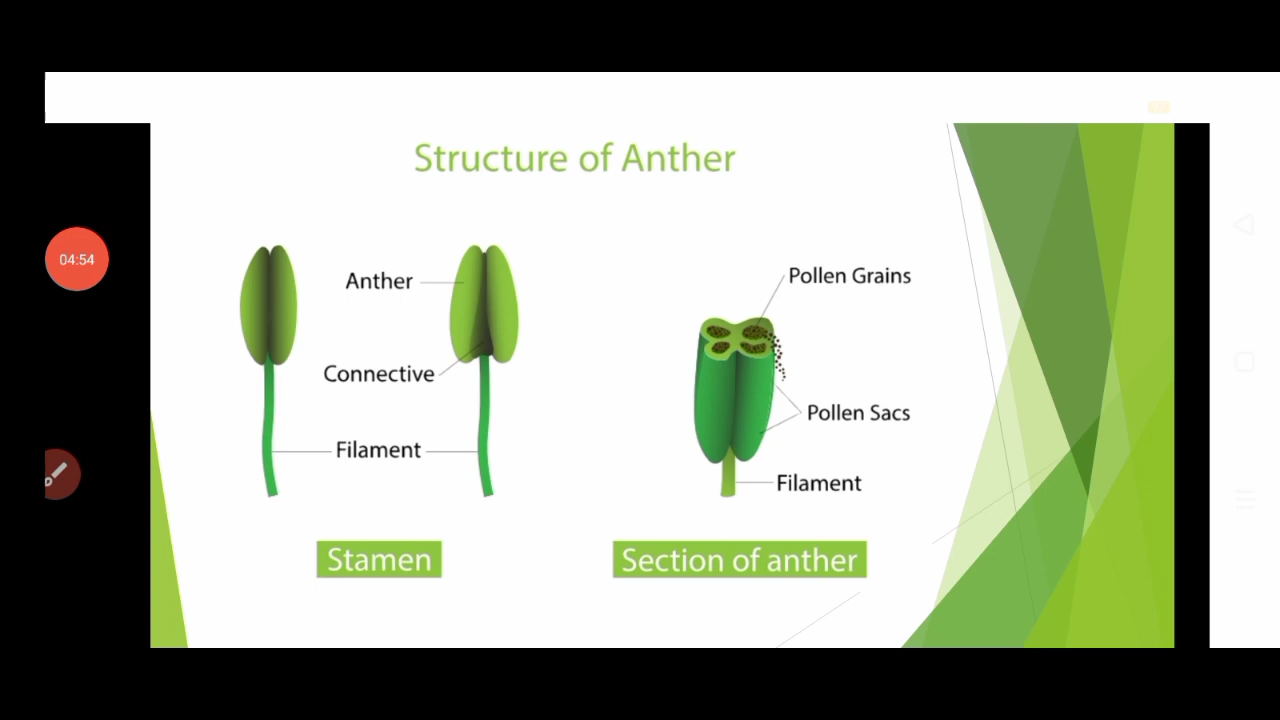 Structure of Anther
04:54
Anther
Connective
Filament
Pollen Grains
Pollen Sacs
Filament
Stamen
Section of anther